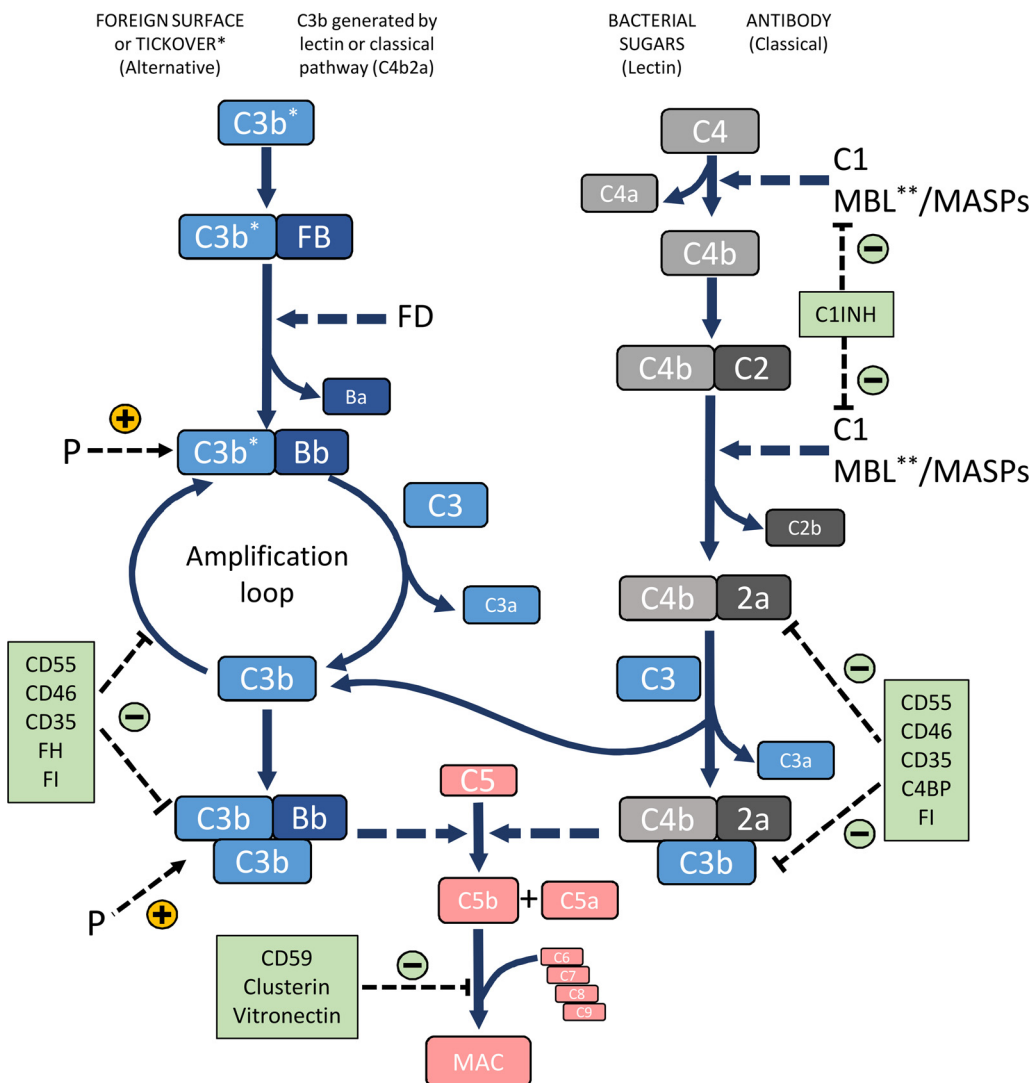 FOREIGN SURFACE
or TICKOVER*
(Alternative)
C3b generated by
lectin or classical
pathway (C4b2a)
BACTERIAL
SUGARS
(Lectin)
ANTIBODY
(Classical)
C3b*
C3b* FB
FD
Ba
P
+
C3b* Bb
C3
Amplification
loop
C3a
C3b
CD55
CD46
CD35
FH
FI
−
C3b Bb
C3b
P
+
C4
C4a
C1
MBL**/MASPs
−
C4b
C1INH
−
C4b C2
C1
MBL**/MASPs
C2b
C4b 2a
C3
−
CD55
CD46
CD35
C4BP
FI
−
C3a
C4b 2a
C3b
C5
C5b + C5a
CD59
Clusterin
Vitronectin
−
C6
C7
C8
C9
MAC